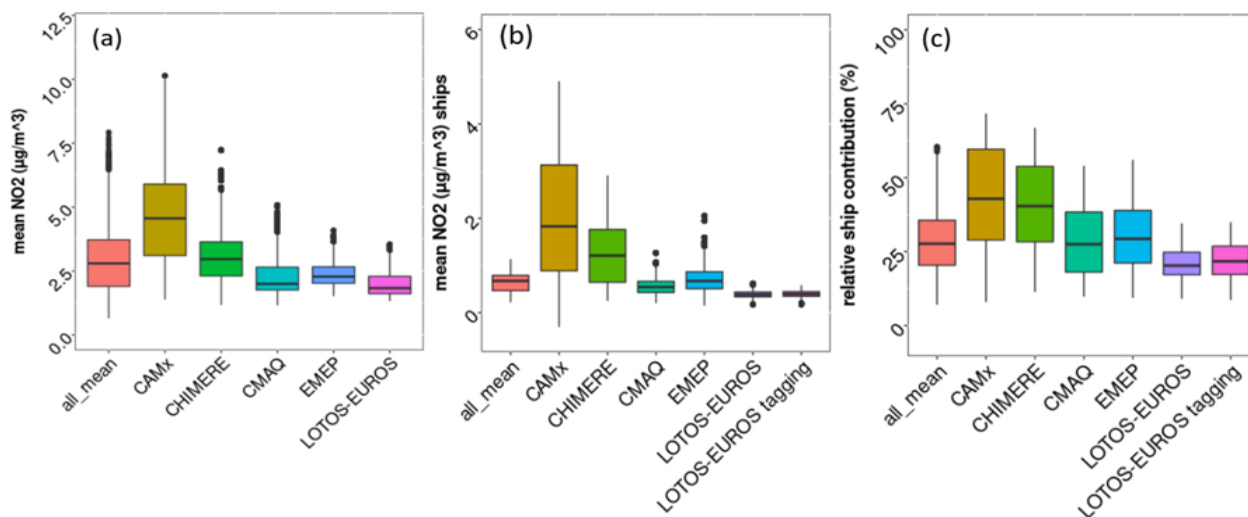 (a)
mean NO2 (µg/m^3)
12.5
10.0
7.5
5.0
2.5
0.0
all_mean
CAMx
CHIMERE
CMAQ
EMEP
LOTOS-EUROS
(b)
mean NO2 (µg/m^3) ships
6
4
2
0
all_mean
CAMx
CHIMERE
CMAQ
EMEP
LOTOS-EUROS
LOTOS-EUROS tagging
(c)
relative ship contribution (%)
100
75
50
25
0
all_mean
CAMx
CHIMERE
CMAQ
EMEP
LOTOS-EUROS
LOTOS-EUROS tagging